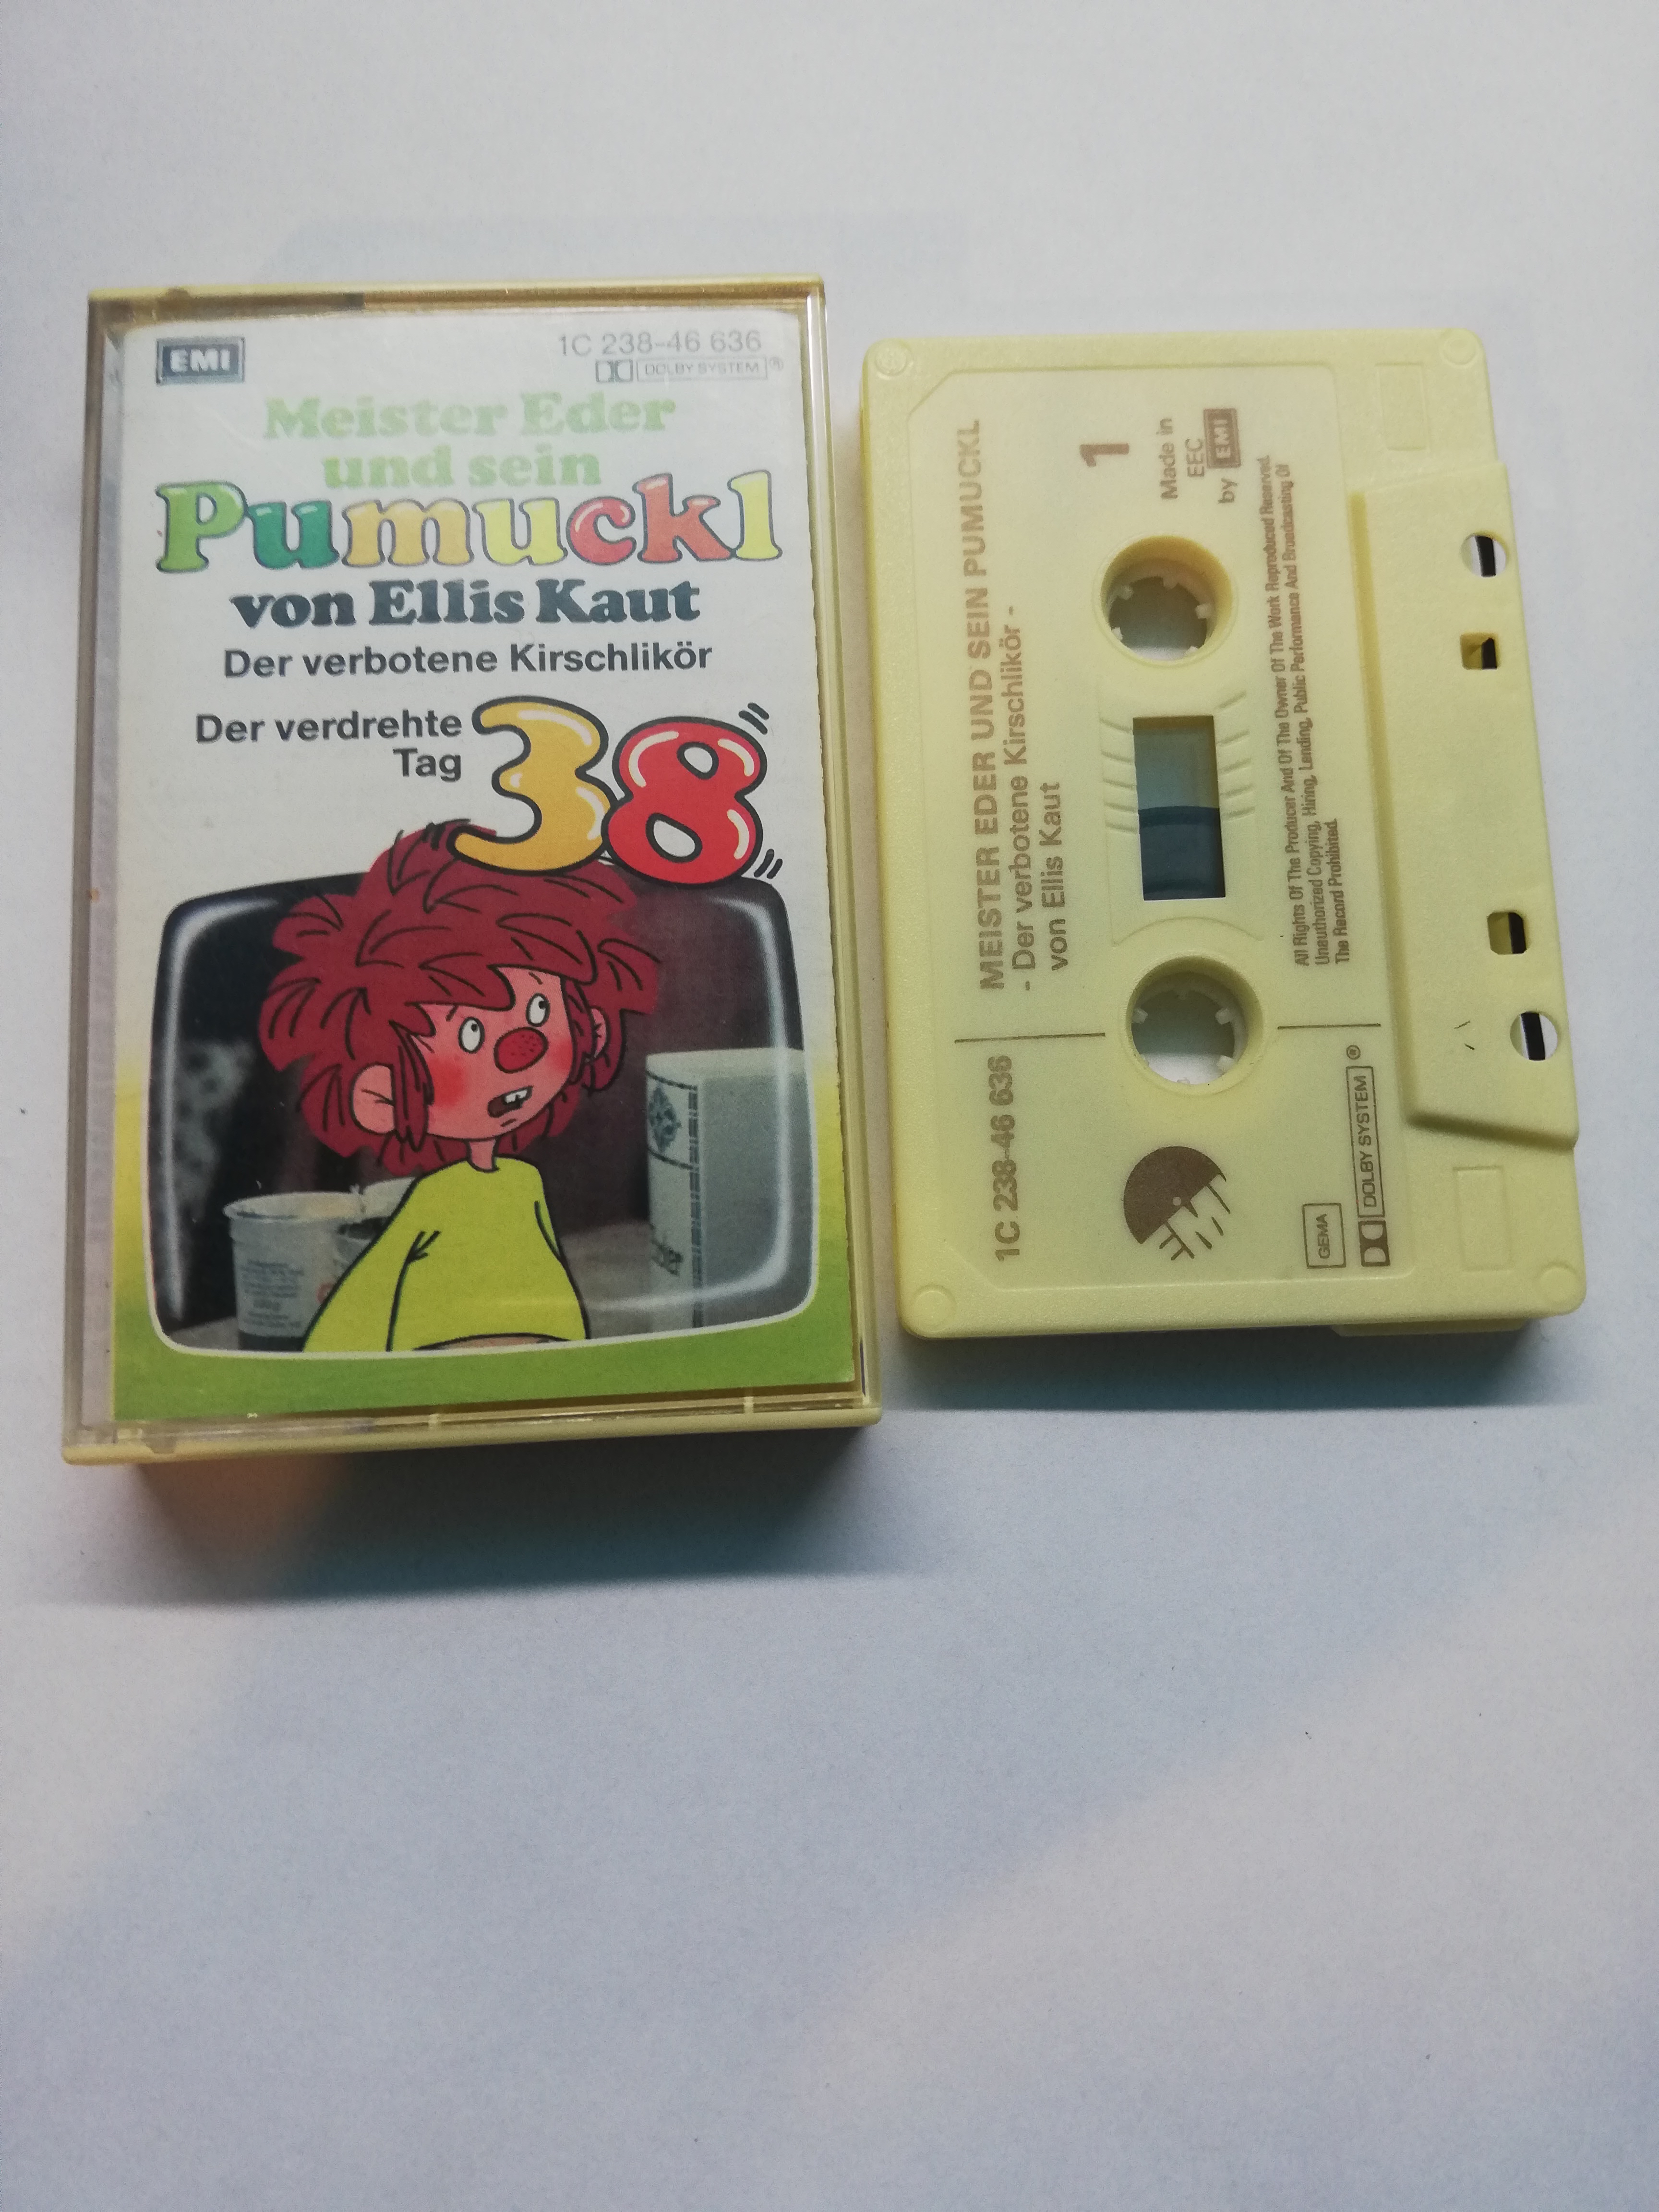 EMI
1C 238-46 636
DOLBY SYSTEM®
Meister Eder
und sein
Pumuckl
von Ellis Kaut
Der verbotene Kirschlikör
Der verdrehte
Tag
38
1C 238-46 636
MEISTER EDER UND SEIN PUMUCKL
- Der verbotene Kirschlikör -
von Ellis Kaut
1
Made in
EEC
by EMI
EMI
GEMA
DOLBY SYSTEM®
All Rights Of The Producer And Of The Owner Of The Work Reproduced Reserved.
Unauthorized Copying, Hiring, Lending, Public Performance And Broadcasting Of
The Record Prohibited.